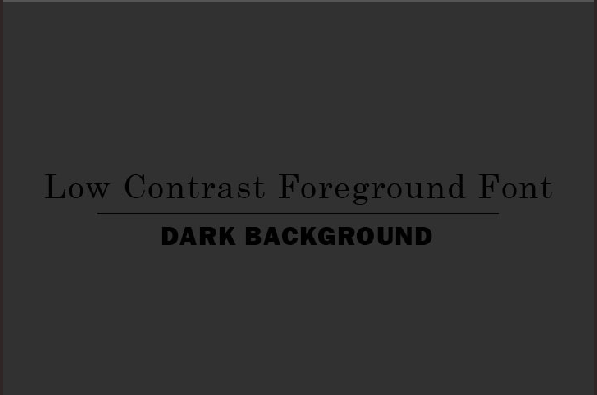 Low Contrast Foreground Font
DARK BACKGROUND